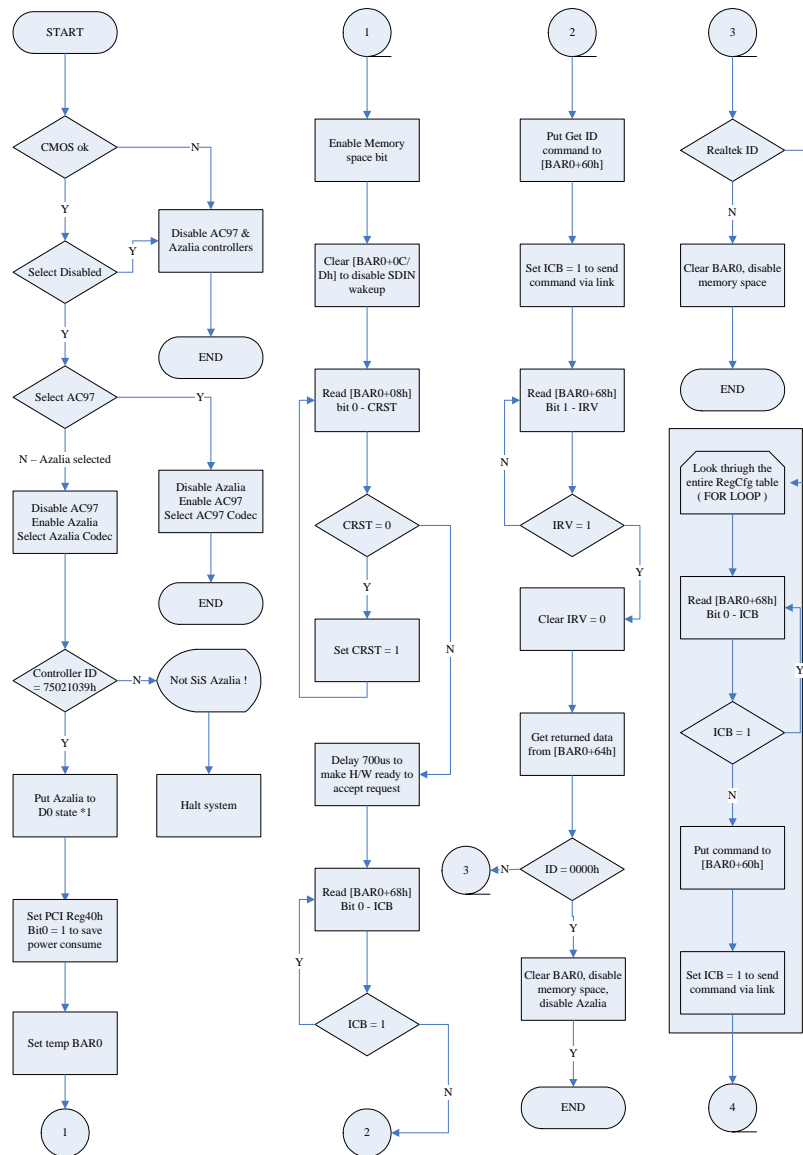 START
CMOS ok
N
Y
Disable AC97 &
Azalia controllers
Select Disabled
Y
Y
END
Select AC97
Y
N – Azalia selected
Disable AC97
Enable Azalia
Select Azalia Codec
Disable Azalia
Enable AC97
Select AC97 Codec
END
Controller ID
= 75021039h
N
Not SiS Azalia !
Y
Put Azalia to
D0 state *1
Halt system
Set PCI Reg40h
Bit0 = 1 to save
power consume
Set temp BAR0
1
1
Enable Memory
space bit
Clear [BAR0+0C/
Dh] to disable SDIN
wakeup
Read [BAR0+08h]
bit 0 - CRST
CRST = 0
Y
N
Set CRST = 1
Delay 700us to
make H/W ready to
accept request
Read [BAR0+68h]
Bit 0 - ICB
Y
ICB = 1
N
2
2
Put Get ID
command to
[BAR0+60h]
Set ICB = 1 to send
command via link
Read [BAR0+68h]
Bit 1 - IRV
N
IRV = 1
Y
Clear IRV = 0
Get returned data
from [BAR0+64h]
ID = 0000h
N
3
Y
Clear BAR0, disable
memory space,
disable Azalia
Y
END
3
Realtek ID
N
Clear BAR0, disable
memory space
END
Look thriugh the
entire RegCfg table
( FOR LOOP )
Read [BAR0+68h]
Bit 0 - ICB
Y
ICB = 1
N
Put command to
[BAR0+60h]
Set ICB = 1 to send
command via link
4